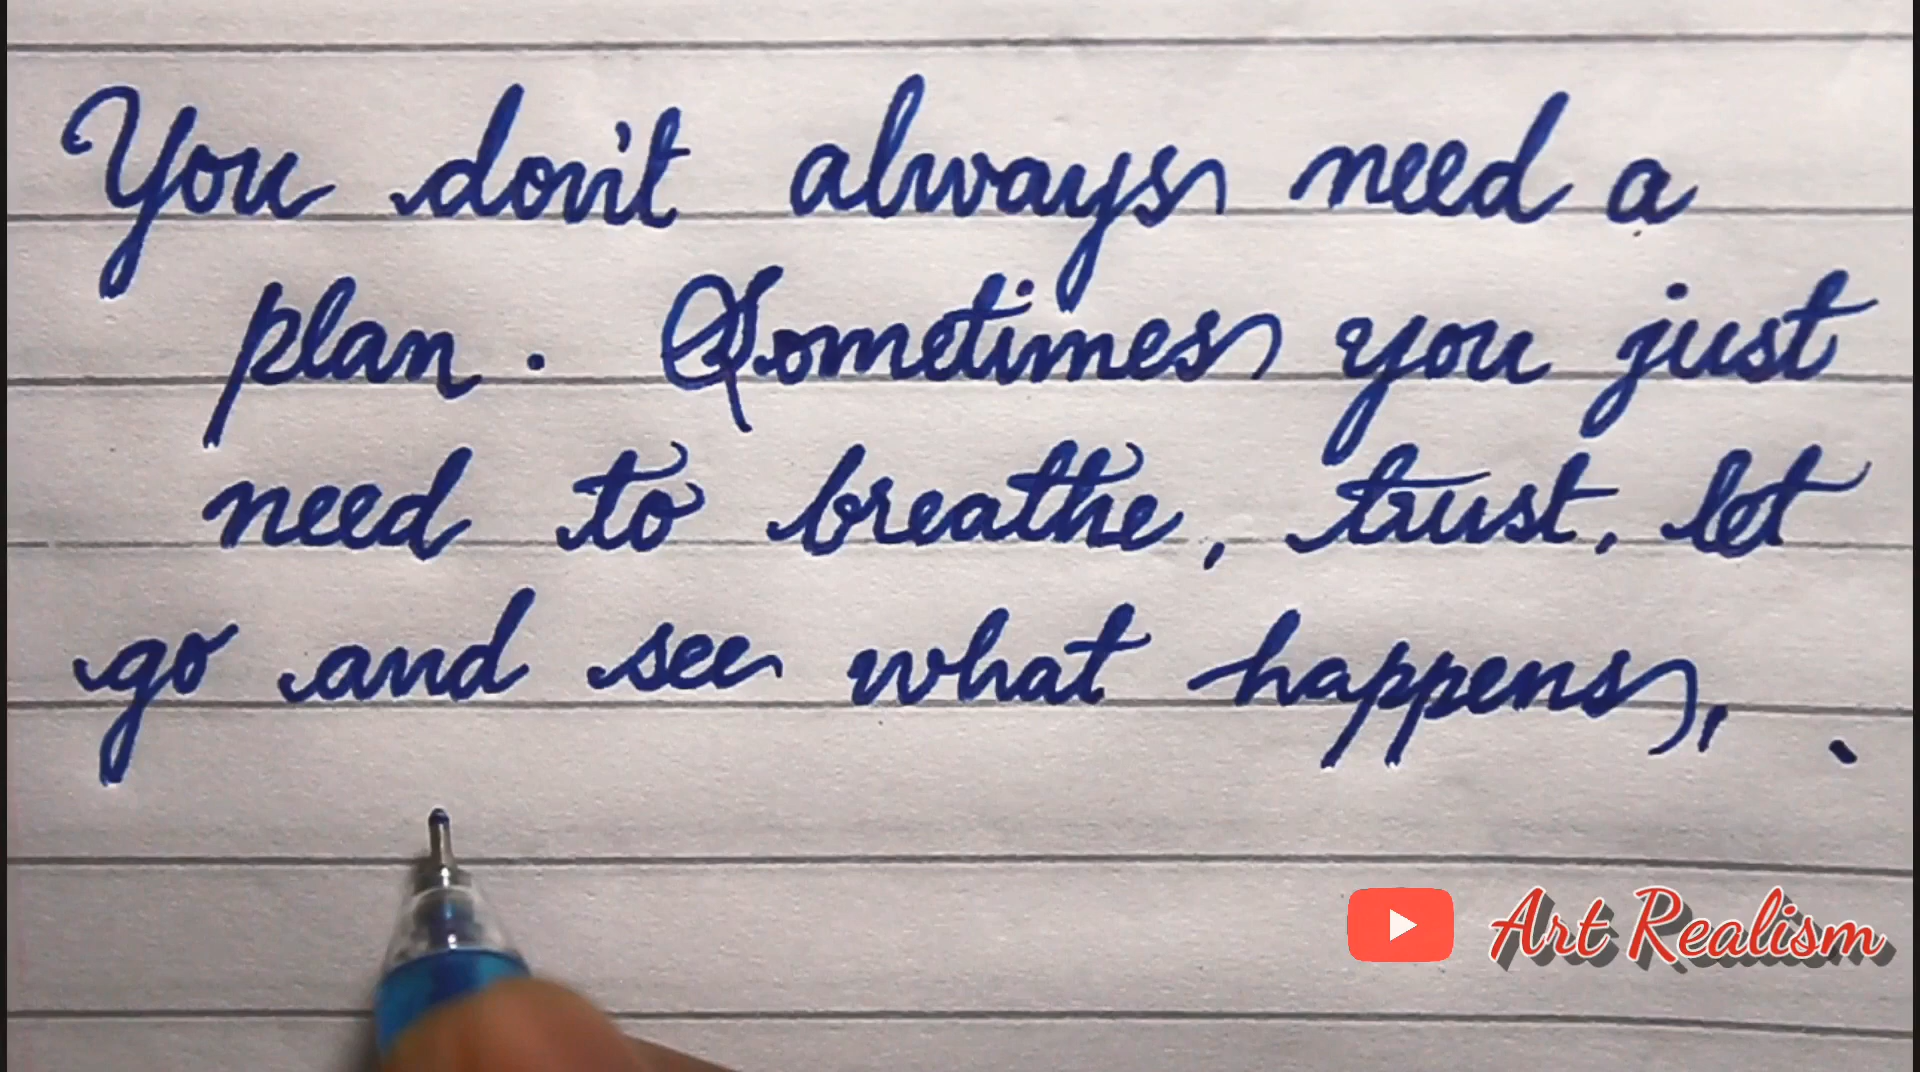 You don't always need a
plan. Sometimes you just
need to breathe, trust, let
go and see what happens,.
Art Realism